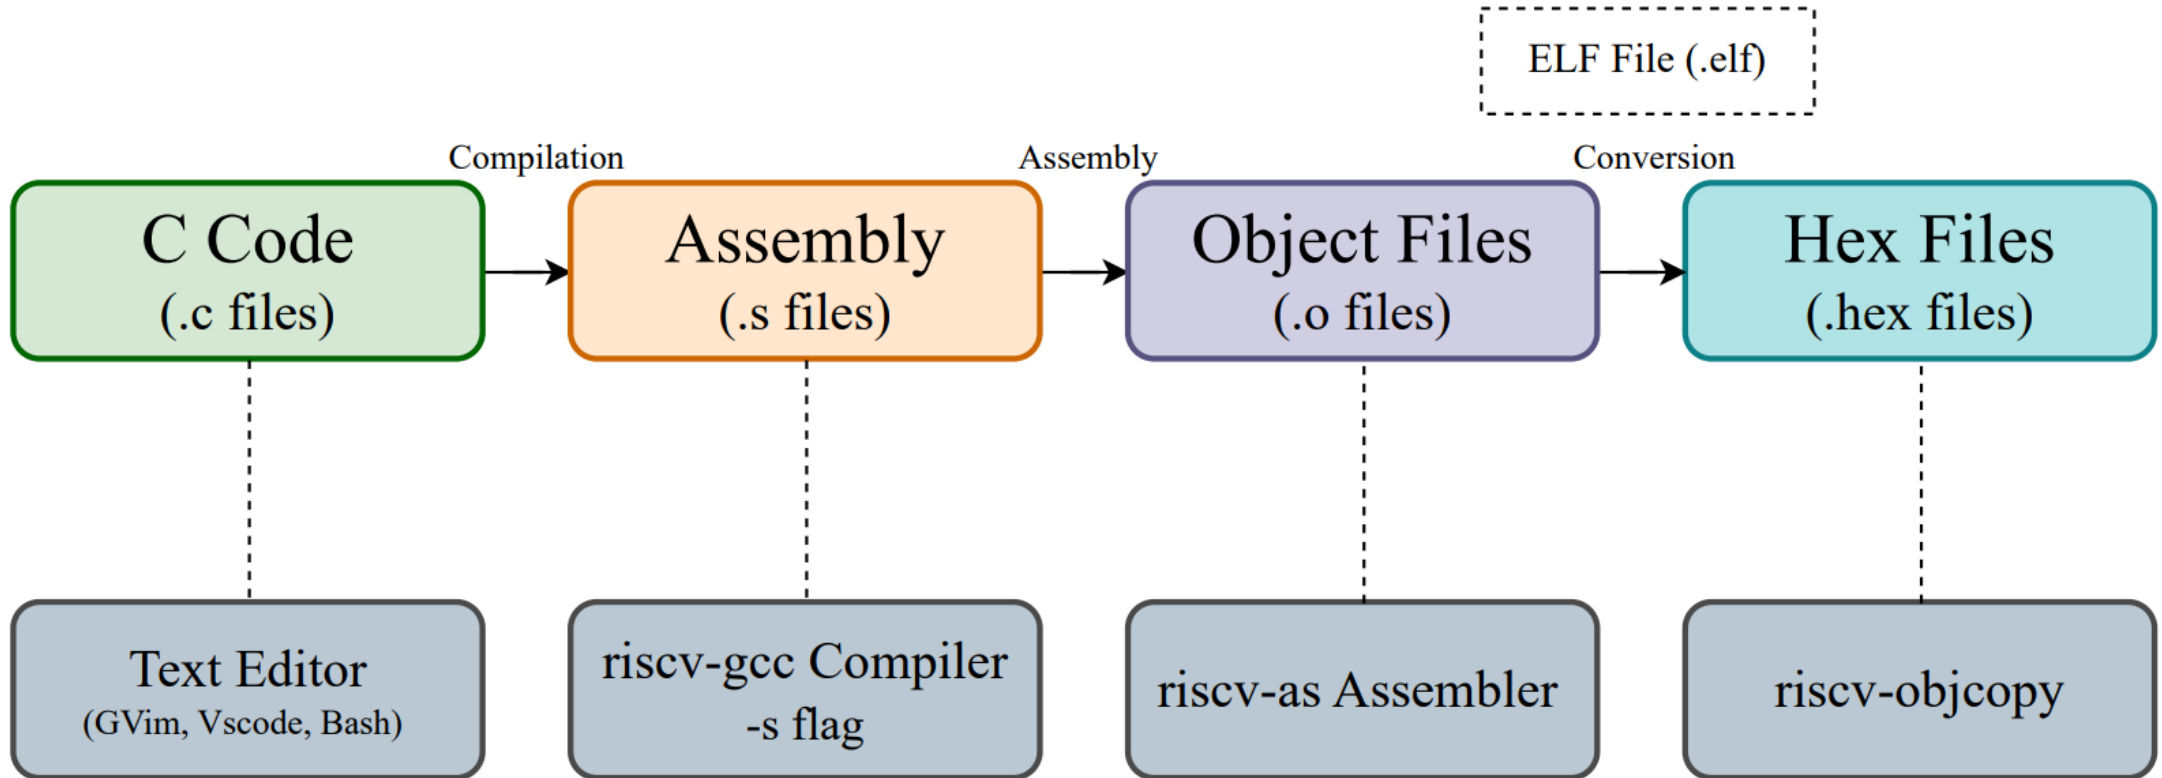 ELF File (.elf)
Compilation
Assembly
Conversion
C Code
(.c files)
Assembly
(.s files)
Object Files
(.o files)
Hex Files
(.hex files)
Text Editor
(GVim, Vscode, Bash)
riscv-gcc Compiler
-s flag
riscv-as Assembler
riscv-objcopy